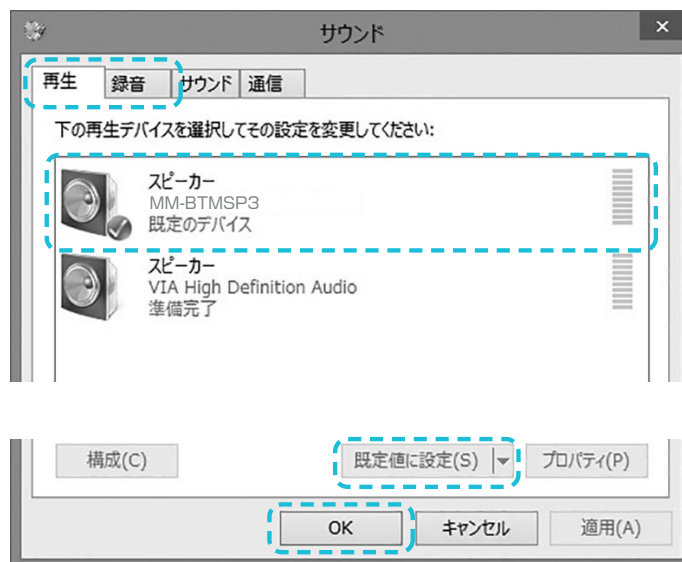 サウンド
再生 録音 サウンド 通信
下の再生デバイスを選択してその設定を変更してください:
スピーカー
MM-BTMSP3
既定のデバイス
スピーカー
VIA High Definition Audio
準備完了
構成(C) 既定値に設定(S) プロパティ(P)
OK キャンセル 適用(A)